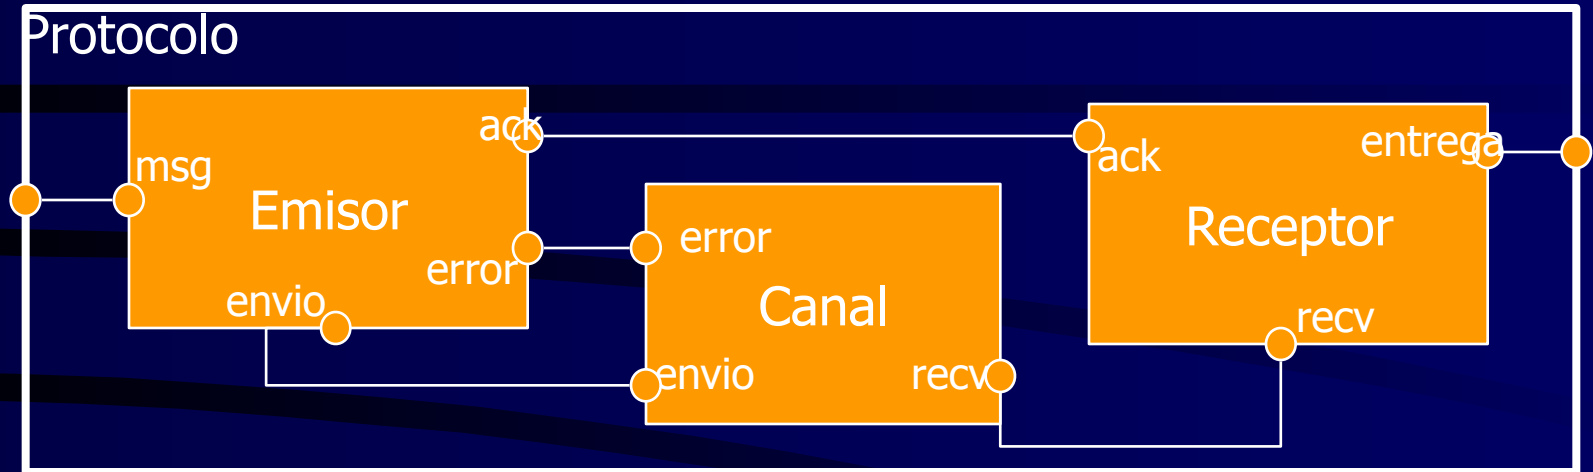 Protocolo
ack
msg
Emisor
error
envio
error
Canal
envio
recv
ack
entrega
Receptor
recv